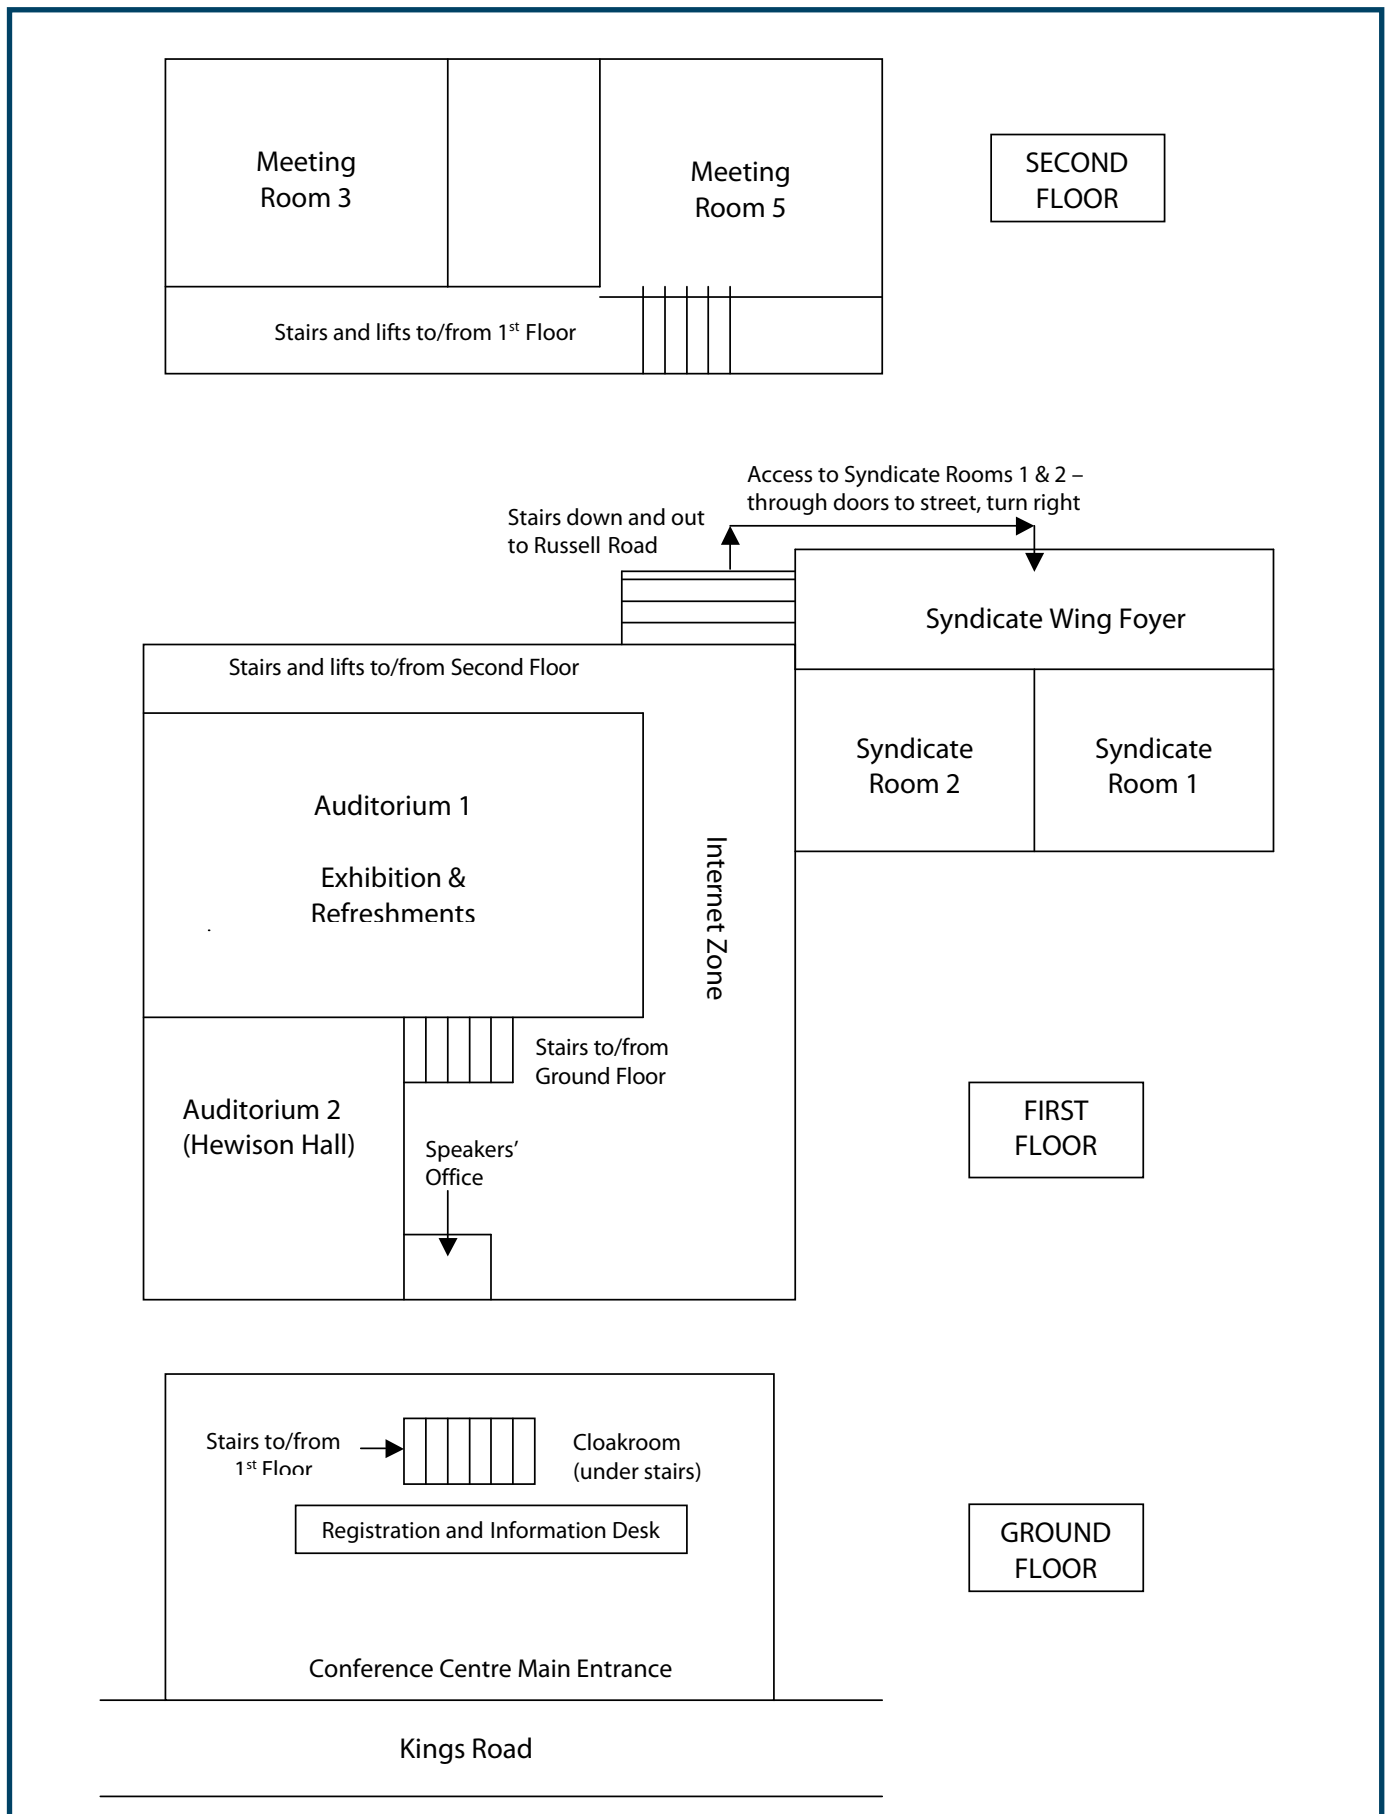 Meeting
Room 3
Meeting
Room 5
SECOND
FLOOR
Stairs and lifts to/from 1st Floor
Access to Syndicate Rooms 1 & 2 –
through doors to street, turn right
Stairs down and out
to Russell Road
Syndicate Wing Foyer
Stairs and lifts to/from Second Floor
Syndicate
Room 2
Syndicate
Room 1
Auditorium 1
Exhibition &
Refreshments
Internet Zone
Stairs to/from
Ground Floor
Auditorium 2
(Hewison Hall)
Speakers’
Office
FIRST
FLOOR
Stairs to/from
1st Floor
Cloakroom
(under stairs)
Registration and Information Desk
GROUND
FLOOR
Conference Centre Main Entrance
Kings Road